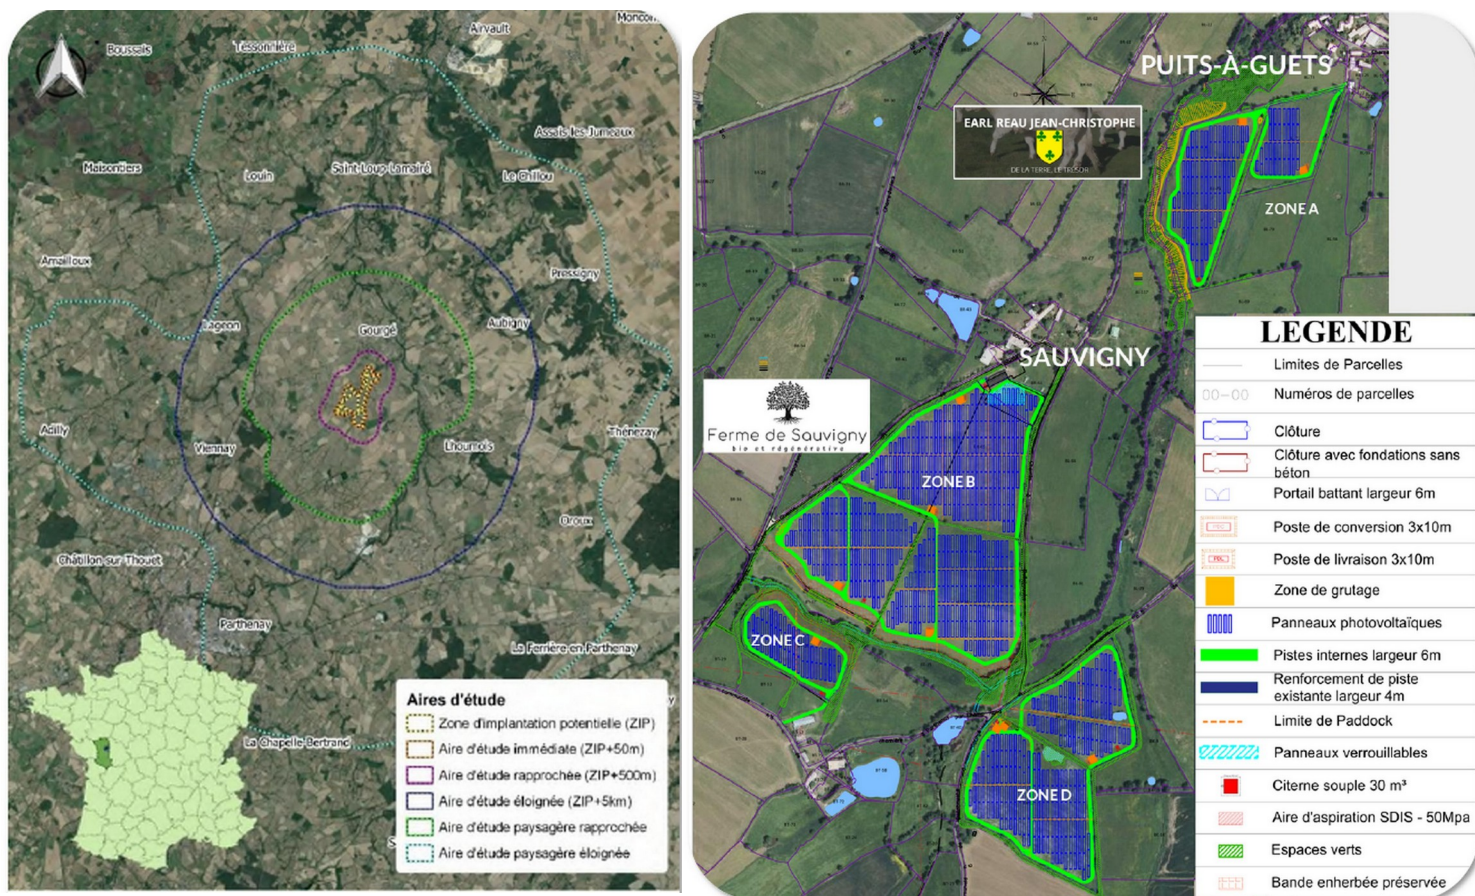 Moncou
Airvault
Boussais
Tessonnière
Assais-les-Jumeaux
Maisontiers
Louin
Saint-Loup-Lamairé
Le Chillou
Amailloux
Pressigny
Lageon
Gourgé
Aubigny
Adilly
Viennay
Lhoumois
Thénezay
Oroux
Châtillon-sur-Thouet
Parthenay
La Ferrière-en-Parthenay
La Chapelle-Bertrand
Aires d'étude
Zone d'implantation potentielle (ZIP)
Aire d'étude immédiate (ZIP+50m)
Aire d'étude rapprochée (ZIP+500m)
Aire d'étude éloignée (ZIP+5km)
Aire d'étude paysagère rapprochée
Aire d'étude paysagère éloignée
PUITS-À-GUETS
N
O
E
EARL REAU JEAN-CHRISTOPHE
DE LA TERRE, LE TRÉSOR
ZONE A
SAUVIGNY
Ferme de Sauvigny
bio et régénérative
ZONE B
ZONE C
ZONE D
LEGENDE
Limites de Parcelles
00-00 Numéros de parcelles
Clôture
Clôture avec fondations sans
béton
Portail battant largeur 6m
Poste de conversion 3x10m
Poste de livraison 3x10m
Zone de grutage
Panneaux photovoltaïques
Pistes internes largeur 6m
Renforcement de piste
existante largeur 4m
Limite de Paddock
Panneaux verrouillables
Citerne souple 30 m³
Aire d'aspiration SDIS - 50Mpa
Espaces verts
Bande enherbée préservée